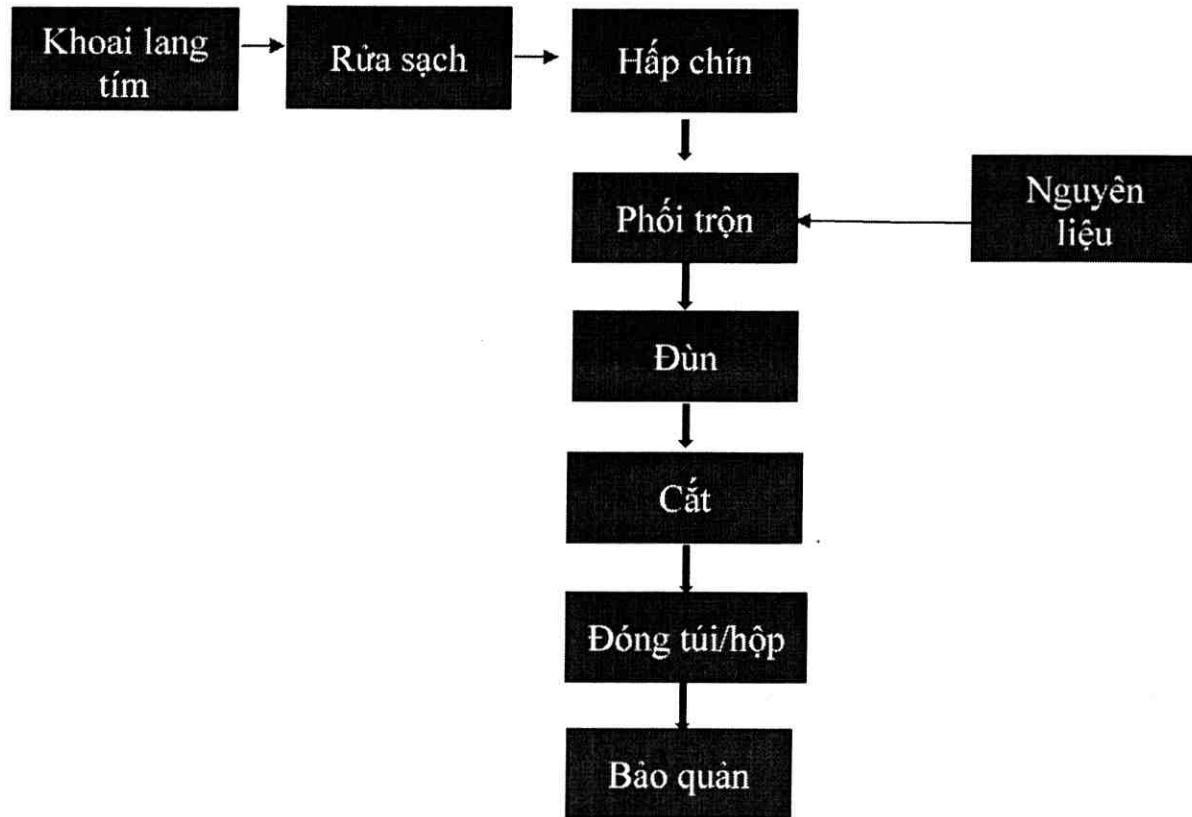 Khoai lang
tím
Rửa sạch
Hấp chín
Phối trộn
Nguyên
liệu
Đùn
Cắt
Đóng túi/hộp
Bảo quản